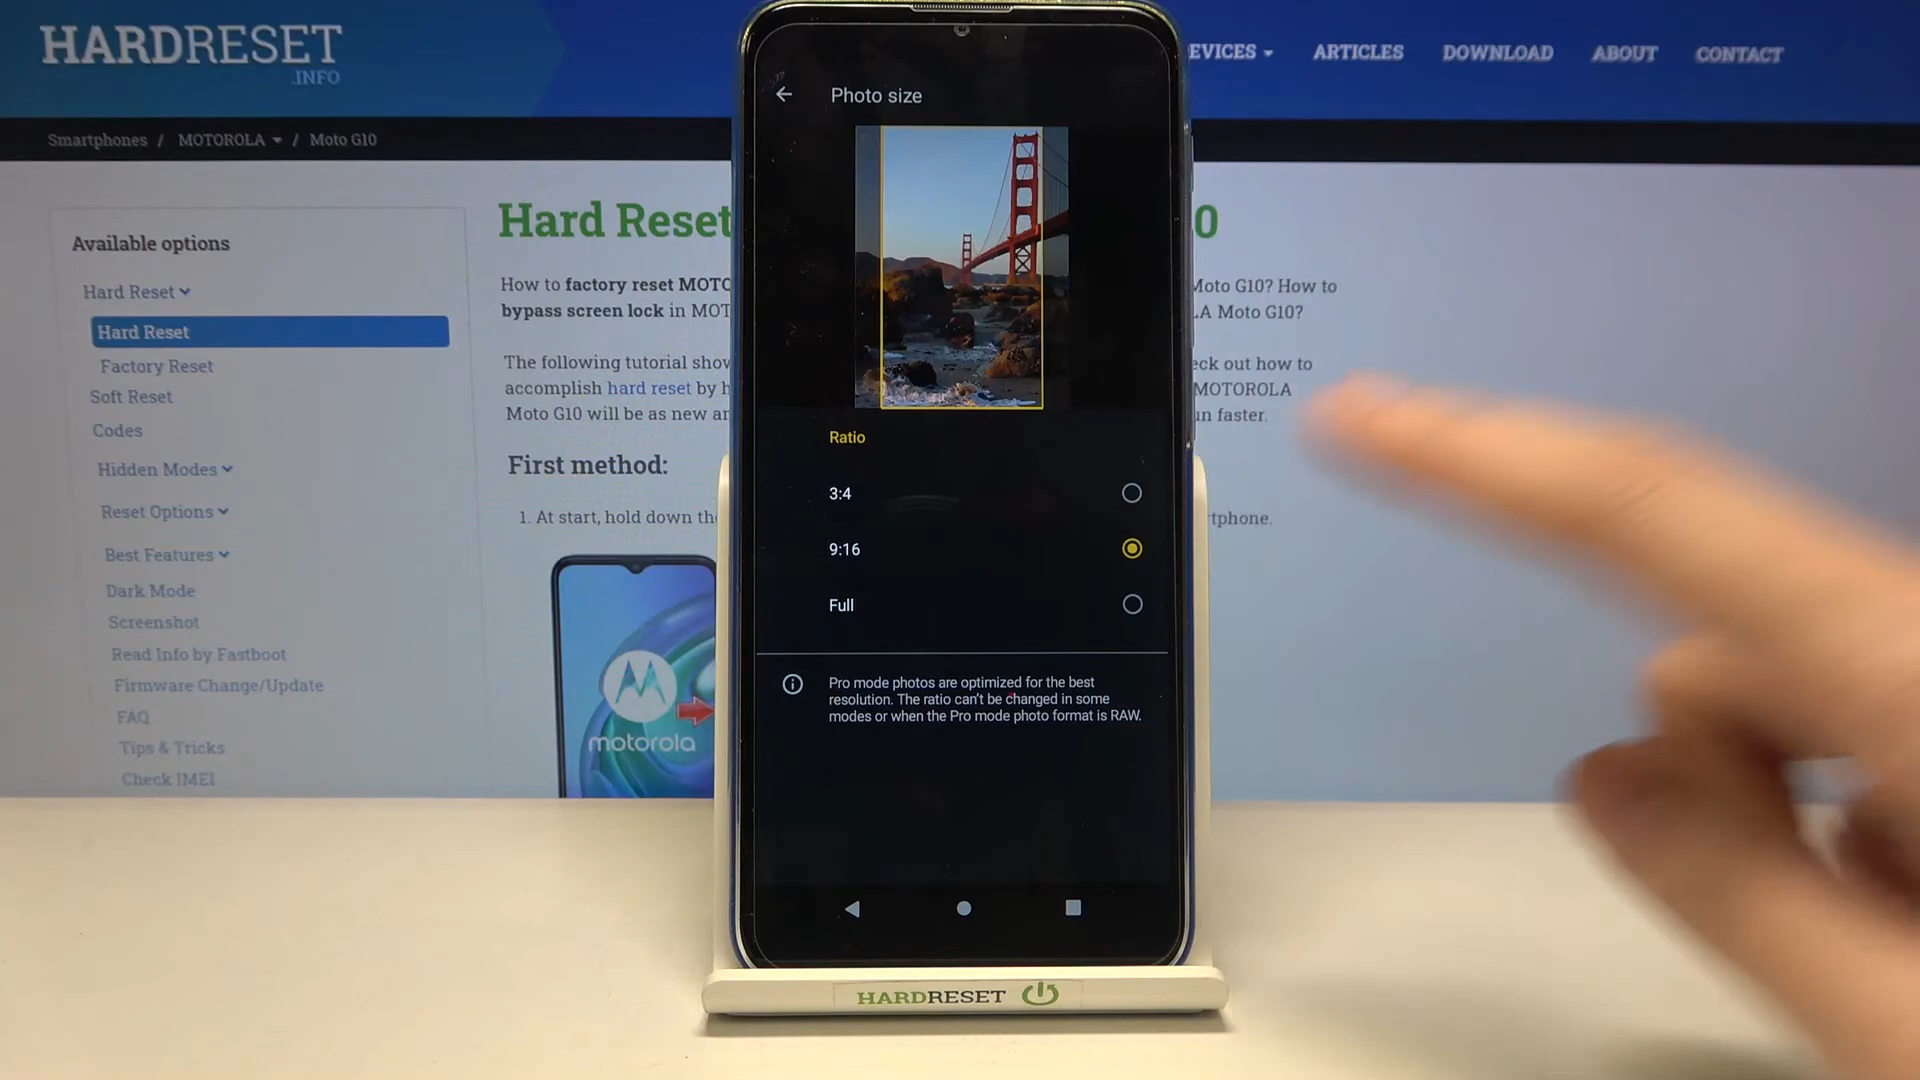 HARDRESET
.INFO
EVICES
ARTICLES
DOWNLOAD
ABOUT
CONTACT
Smartphones / MOTOROLA / Moto G10
Available options
Hard Reset
Hard Reset
Factory Reset
Soft Reset
Codes
Hidden Modes
Reset Options
Best Features
Dark Mode
Screenshot
Read Info by Fastboot
Firmware Change/Update
FAQ
Tips & Tricks
Check IMEI
Hard Reset 0
How to factory reset MOTO Moto G10? How to
bypass screen lock in MOT LA Moto G10?
The following tutorial show eck out how to
accomplish hard reset by h MOTOROLA
Moto G10 will be as new an un faster.
First method:
1. At start, hold down the rtphone.
motorola
Photo size
Ratio
3:4
9:16
Full
Pro mode photos are optimized for the best
resolution. The ratio can't be changed in some
modes or when the Pro mode photo format is RAW.
HARDRESET